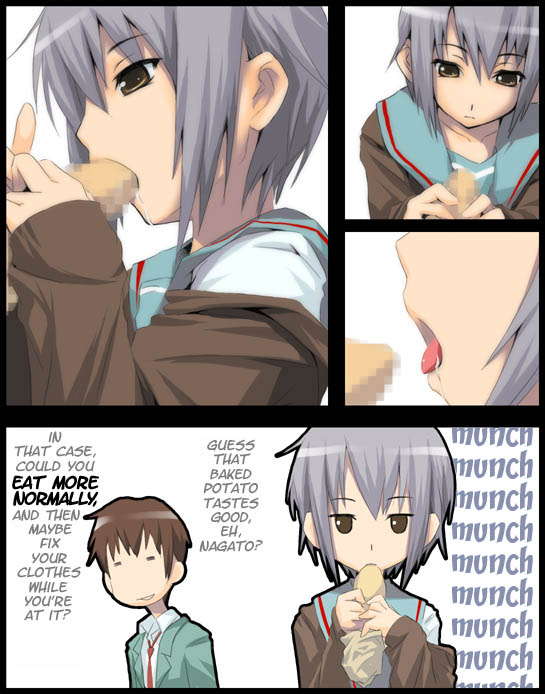 GUESS
THAT
BAKED
POTATO
TASTES
GOOD,
EH,
NAGATO?
IN
THAT CASE,
COULD YOU
EAT MORE
NORMALLY,
AND THEN
MAYBE
FIX
YOUR
CLOTHES
WHILE
YOU'RE
AT IT?
munch
munch
munch
munch
munch
munch
munch
munch